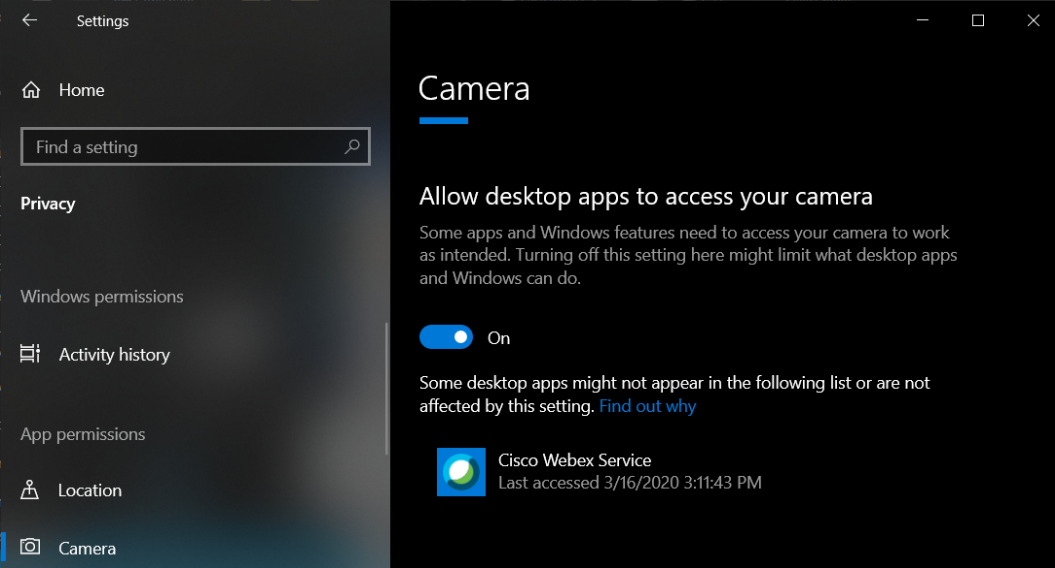 Settings
Home
Find a setting
Privacy
Windows permissions
Activity history
App permissions
Location
Camera
Camera
Allow desktop apps to access your camera
Some apps and Windows features need to access your camera to work
as intended. Turning off this setting here might limit what desktop apps
and Windows can do.
On
Some desktop apps might not appear in the following list or are not
affected by this setting. Find out why
Cisco Webex Service
Last accessed 3/16/2020 3:11:43 PM